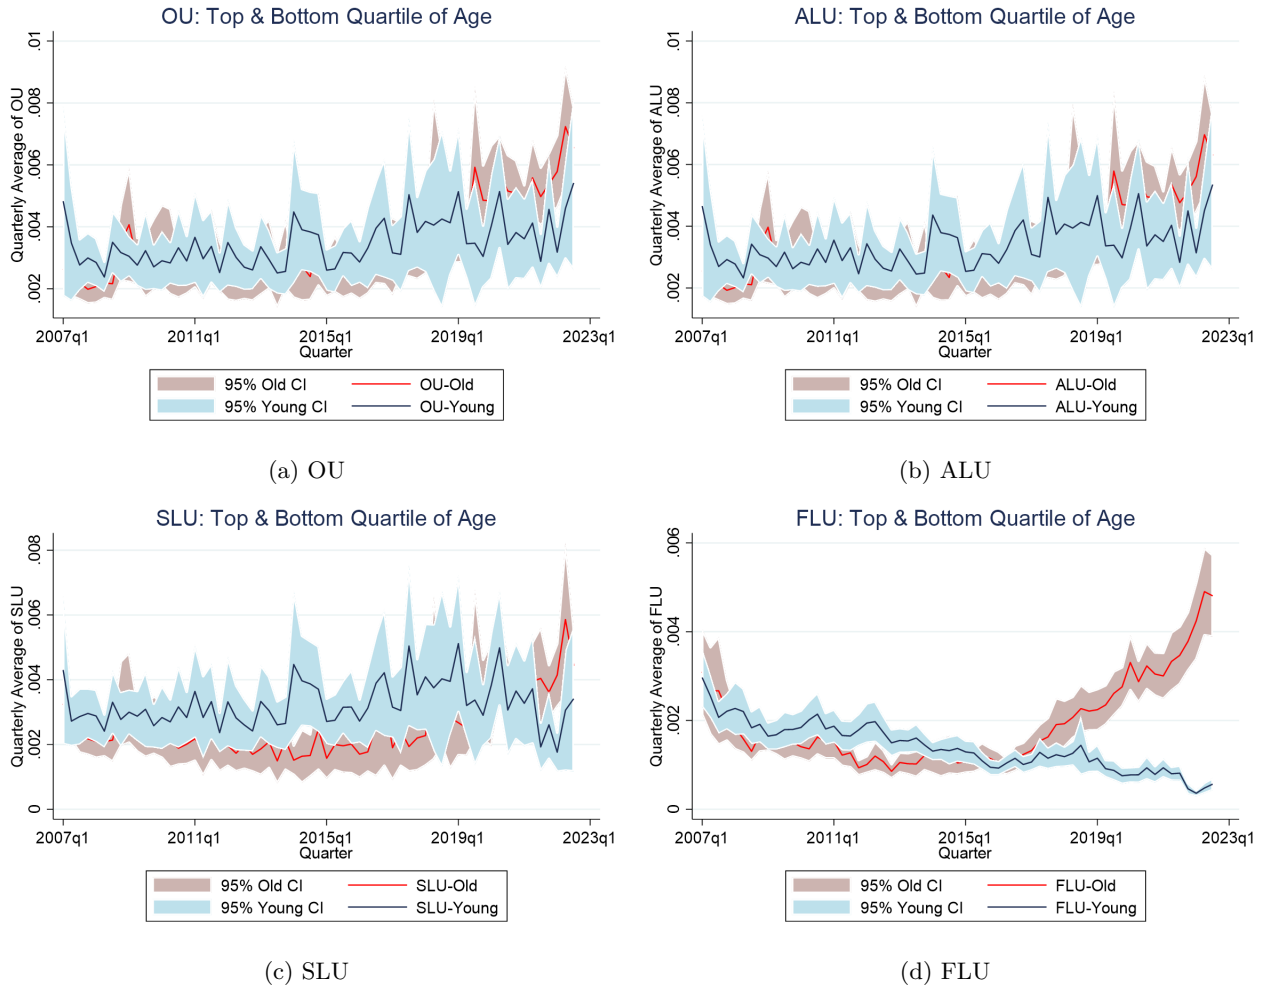 OU: Top & Bottom Quartile of Age
Quarterly Average of OU
.01
.008
.006
.004
.002
2007q1 2011q1 2015q1 2019q1 2023q1
Quarter
95% Old CI OU-Old
95% Young CI OU-Young
(a) OU
ALU: Top & Bottom Quartile of Age
Quarterly Average of ALU
.01
.008
.006
.004
.002
2007q1 2011q1 2015q1 2019q1 2023q1
Quarter
95% Old CI ALU-Old
95% Young CI ALU-Young
(b) ALU
SLU: Top & Bottom Quartile of Age
Quarterly Average of SLU
.008
.006
.004
.002
0
2007q1 2011q1 2015q1 2019q1 2023q1
Quarter
95% Old CI SLU-Old
95% Young CI SLU-Young
(c) SLU
FLU: Top & Bottom Quartile of Age
Quarterly Average of FLU
.006
.004
.002
0
2007q1 2011q1 2015q1 2019q1 2023q1
Quarter
95% Old CI FLU-Old
95% Young CI FLU-Young
(d) FLU